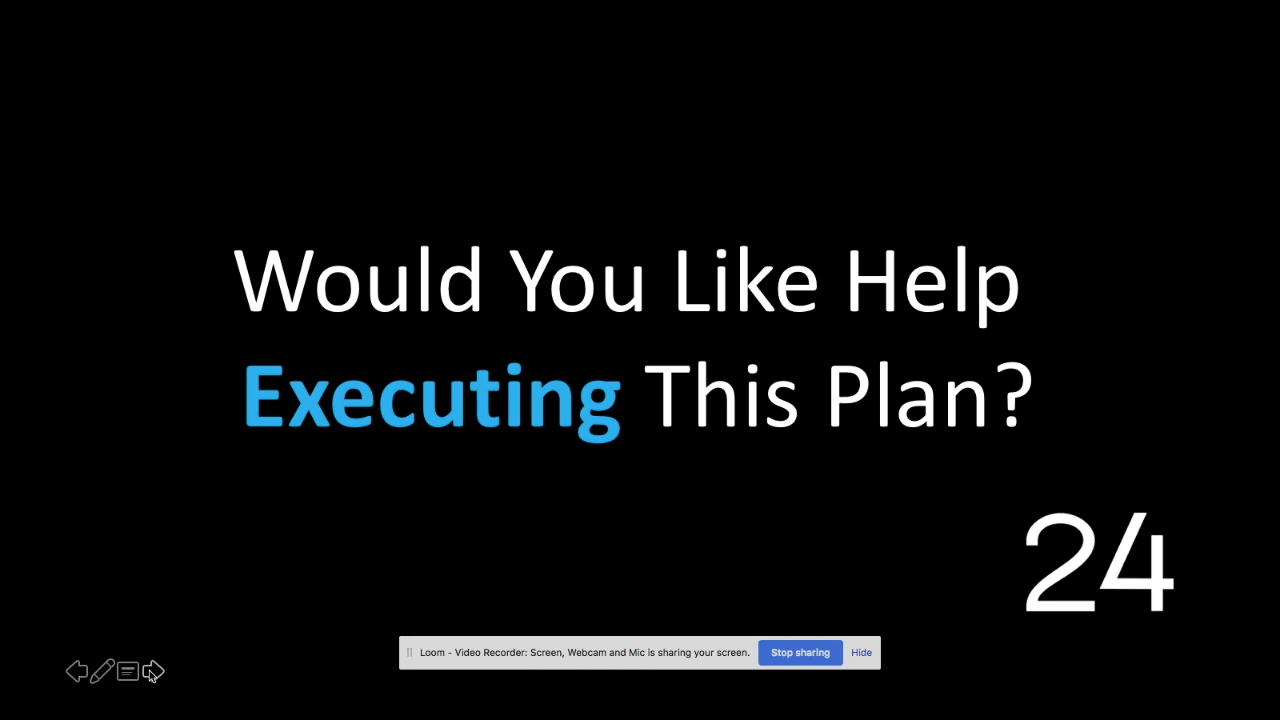 Would You Like Help
Executing This Plan?
24
Loom - Video Recorder: Screen, Webcam and Mic is sharing your screen. Stop sharing Hide